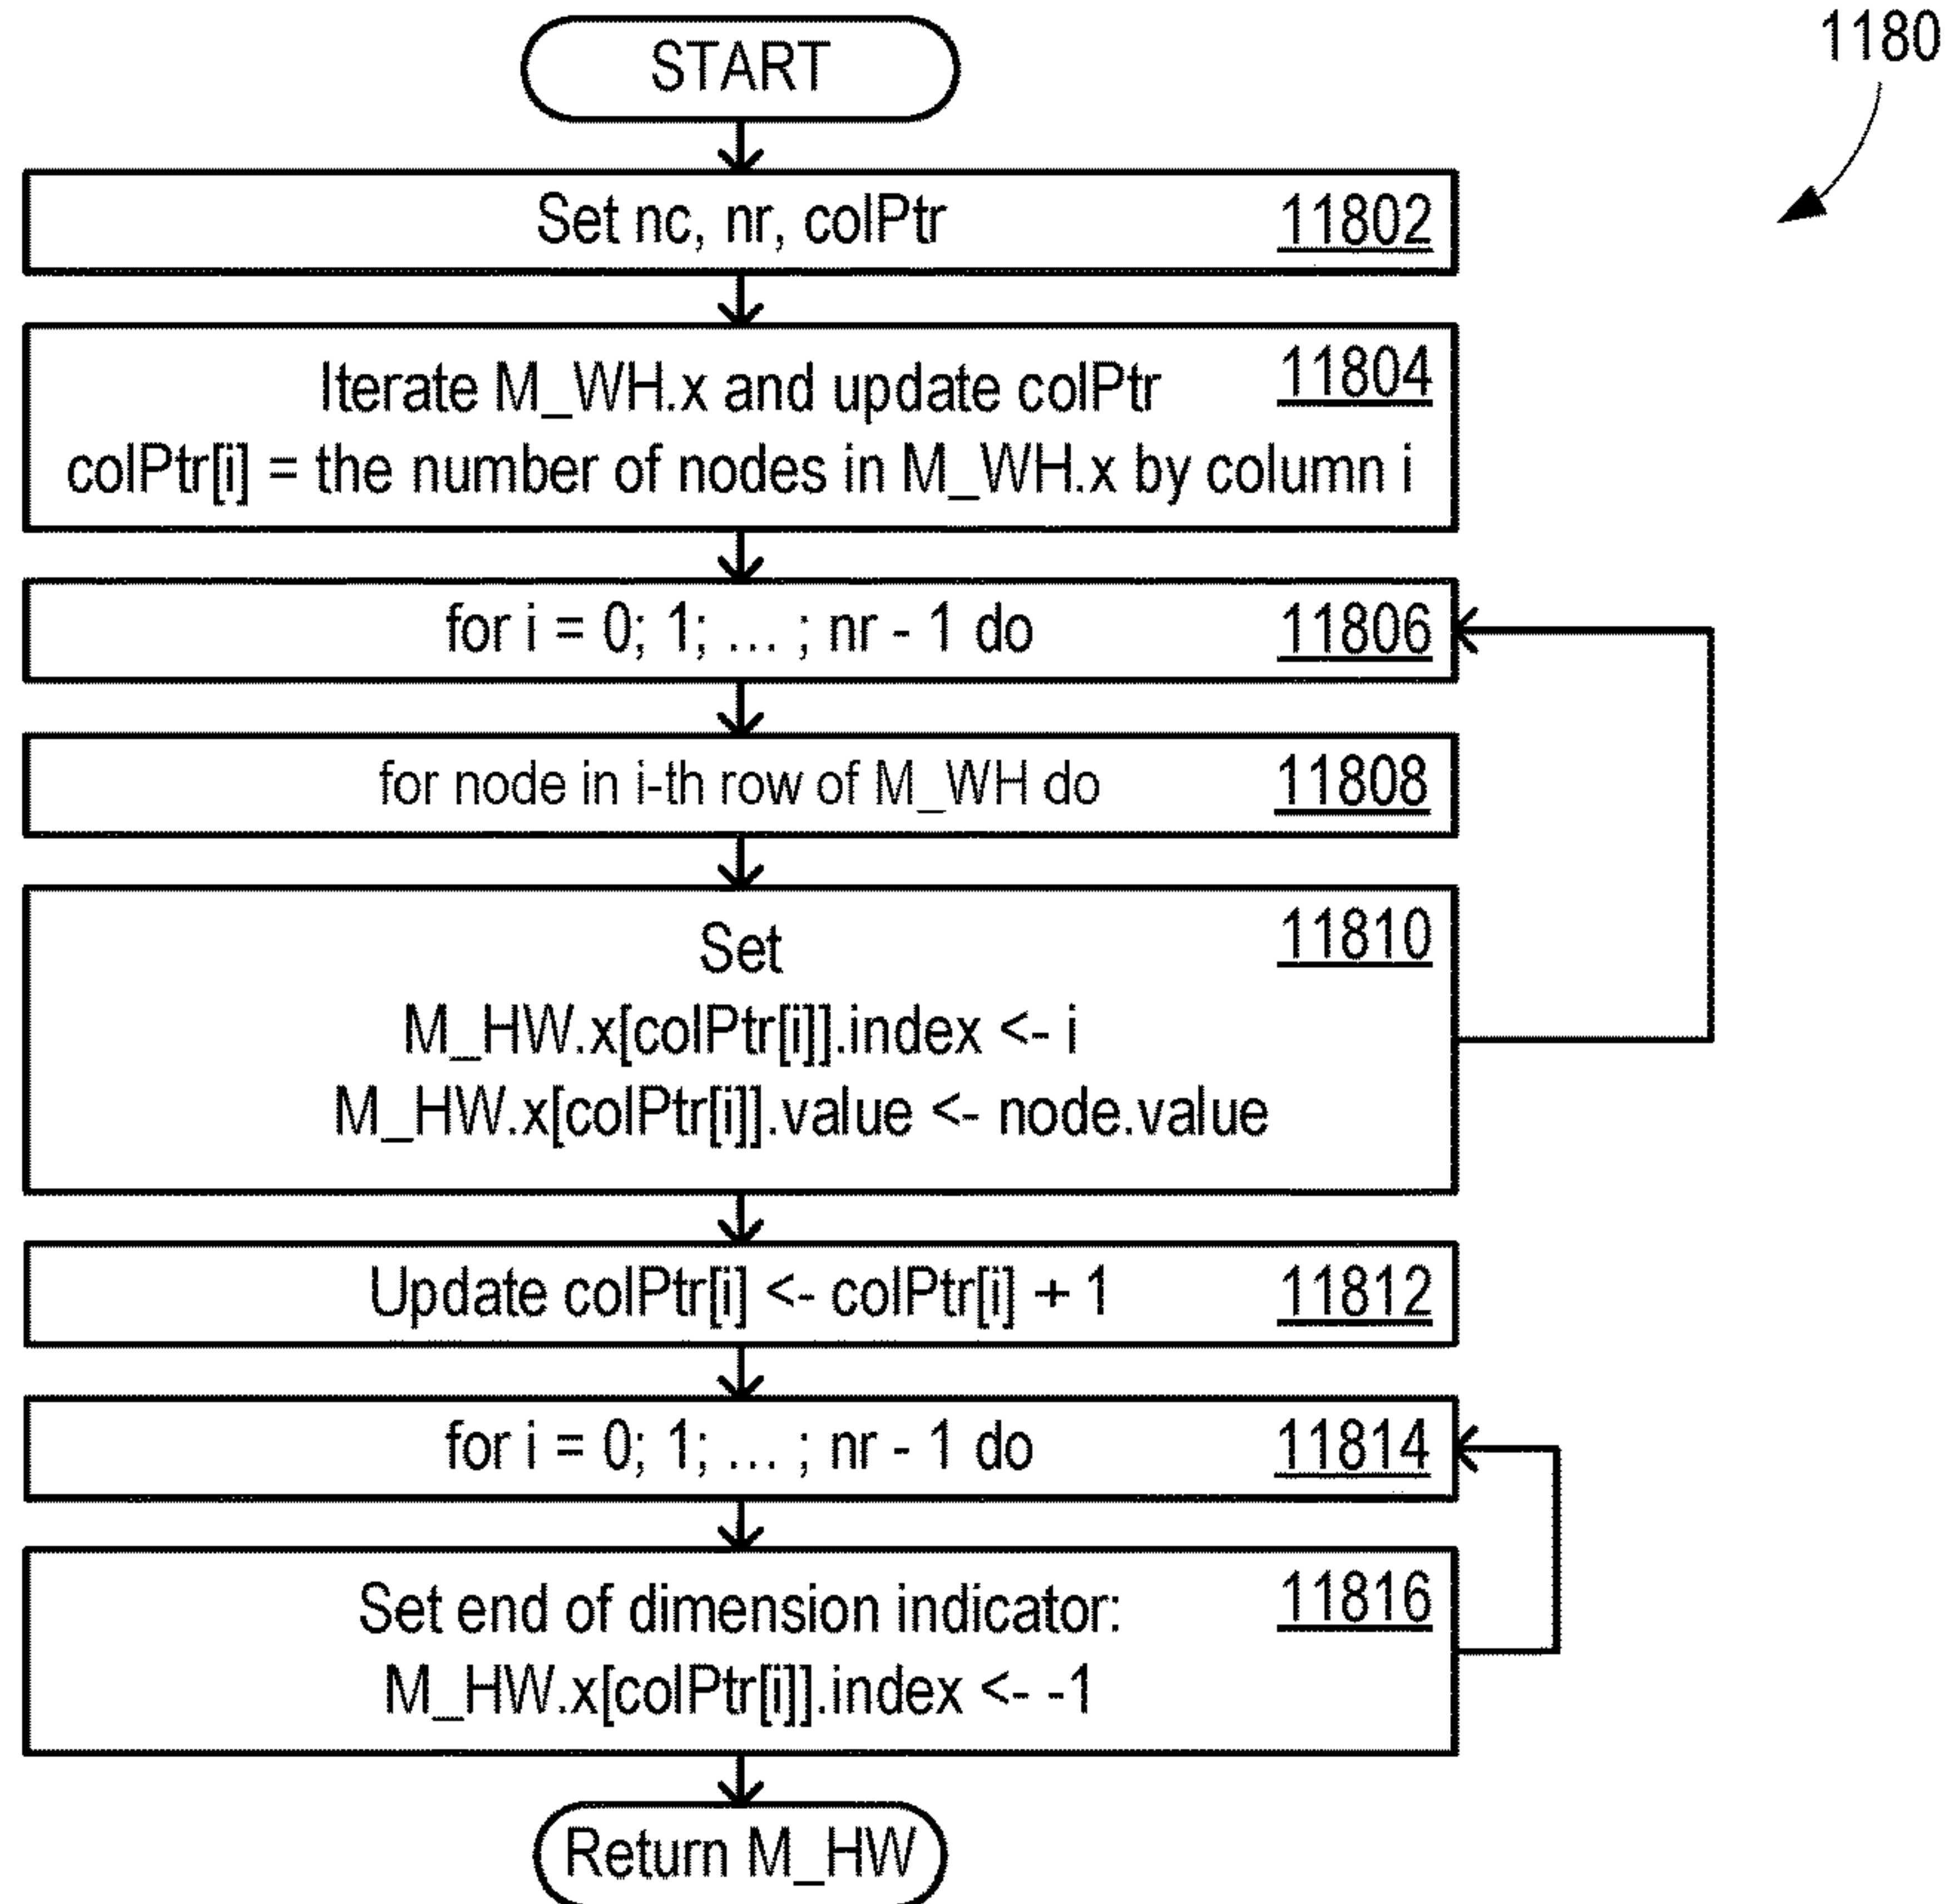 1180
START
Set nc, nr, colPtr 11802
Iterate M_WH.x and update colPtr 11804
colPtr[i] = the number of nodes in M_WH.x by column i
for i = 0; 1; ... ; nr - 1 do 11806
for node in i-th row of M_WH do 11808
Set 11810
M_HW.x[colPtr[i]].index <- i
M_HW.x[colPtr[i]].value <- node.value
Update colPtr[i] <- colPtr[i] + 1 11812
for i = 0; 1; ... ; nr - 1 do 11814
Set end of dimension indicator: 11816
M_HW.x[colPtr[i]].index <- -1
Return M_HW